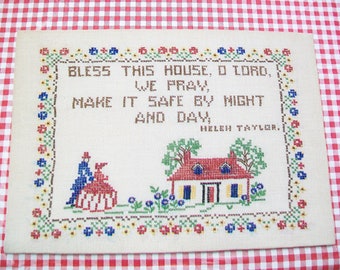 BLESS THIS HOUSE, O LORD,
WE PRAY,
MAKE IT SAFE BY NIGHT
AND DAY,
HELEN TAYLOR.